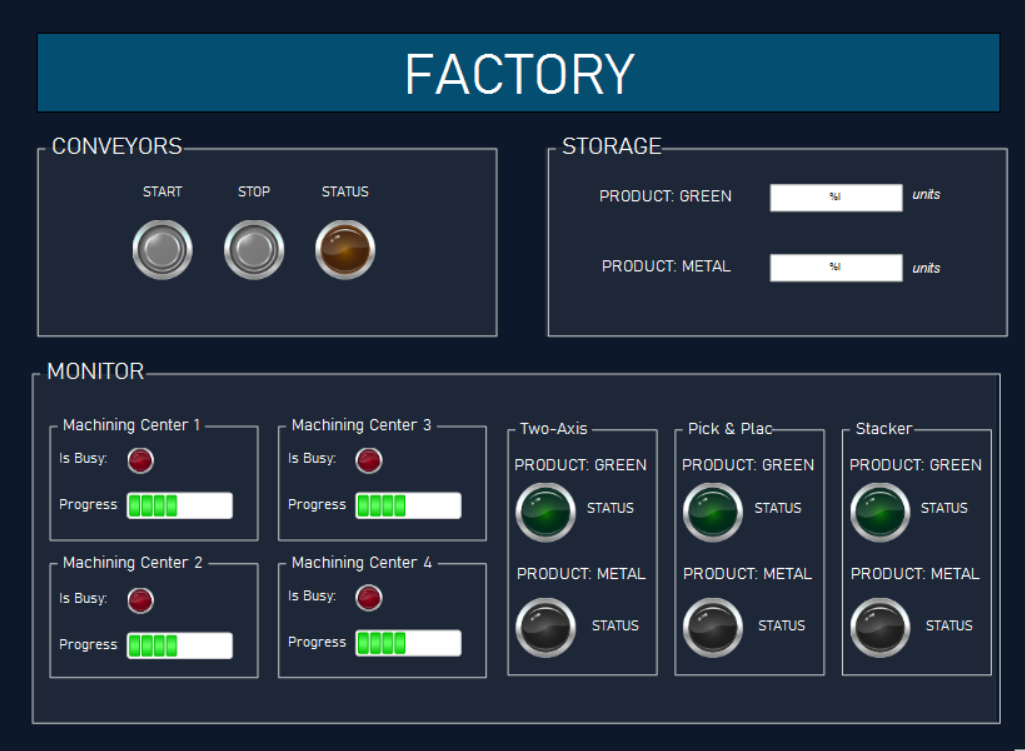 FACTORY
CONVEYORS
START STOP STATUS
STORAGE
PRODUCT: GREEN %i units
PRODUCT: METAL %i units
MONITOR
Machining Center 1
Is Busy:
Progress
Machining Center 3
Is Busy:
Progress
Machining Center 2
Is Busy:
Progress
Machining Center 4
Is Busy:
Progress
Two-Axis
PRODUCT: GREEN
STATUS
PRODUCT: METAL
STATUS
Pick & Plac
PRODUCT: GREEN
STATUS
PRODUCT: METAL
STATUS
Stacker
PRODUCT: GREEN
STATUS
PRODUCT: METAL
STATUS